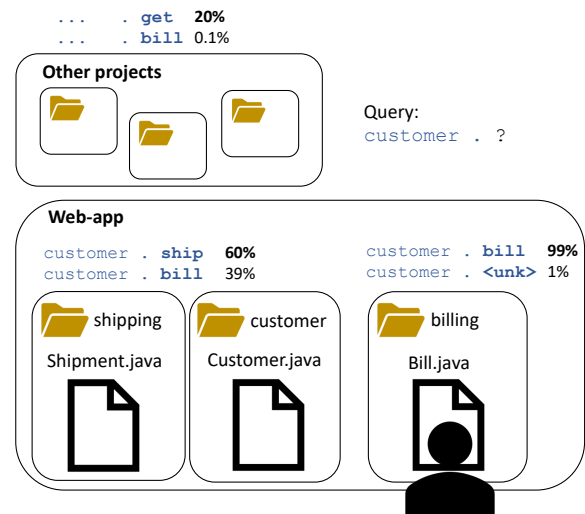 ... . get 20%
... . bill 0.1%
Other projects
Query:
customer . ?
Web-app
customer . ship 60%
customer . bill 39%
customer . bill 99%
customer . <unk> 1%
shipping
Shipment.java
customer
Customer.java
billing
Bill.java